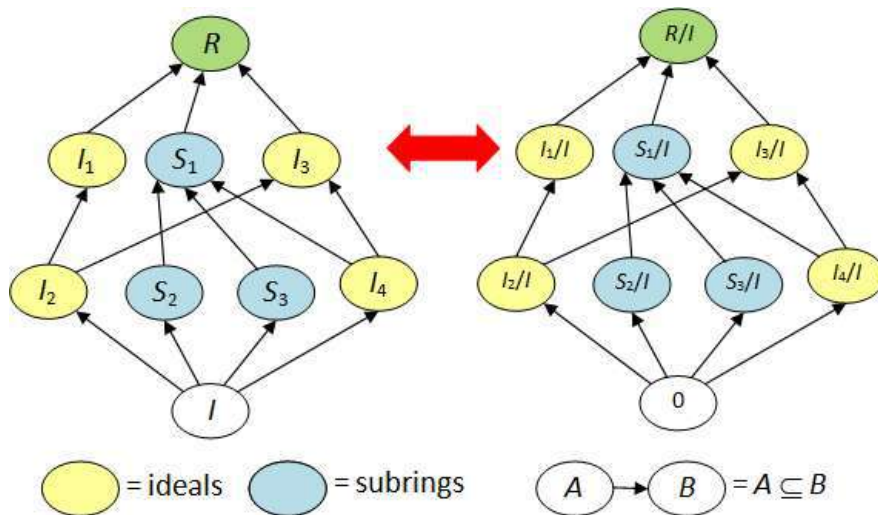 R R/I
I₁ S₁ I₃ I₁/I S₁/I I₃/I
I₂ S₂ S₃ I₄ I₂/I S₂/I S₃/I I₄/I
I 0
= ideals = subrings A B = A ⊆ B